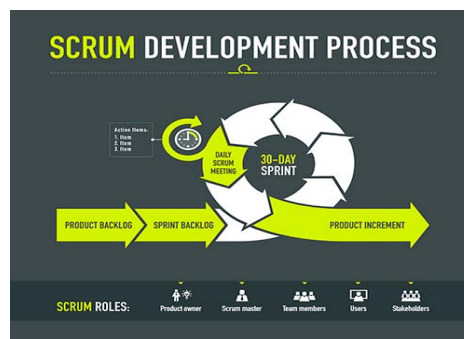 SCRUM DEVELOPMENT PROCESS
Action Items:
1. Item
2. Item
3. Item
DAILY
SCRUM
MEETING
30-DAY
SPRINT
PRODUCT BACKLOG
SPRINT BACKLOG
PRODUCT INCREMENT
SCRUM ROLES:
Product owner
Scrum master
Team members
Users
Stakeholders